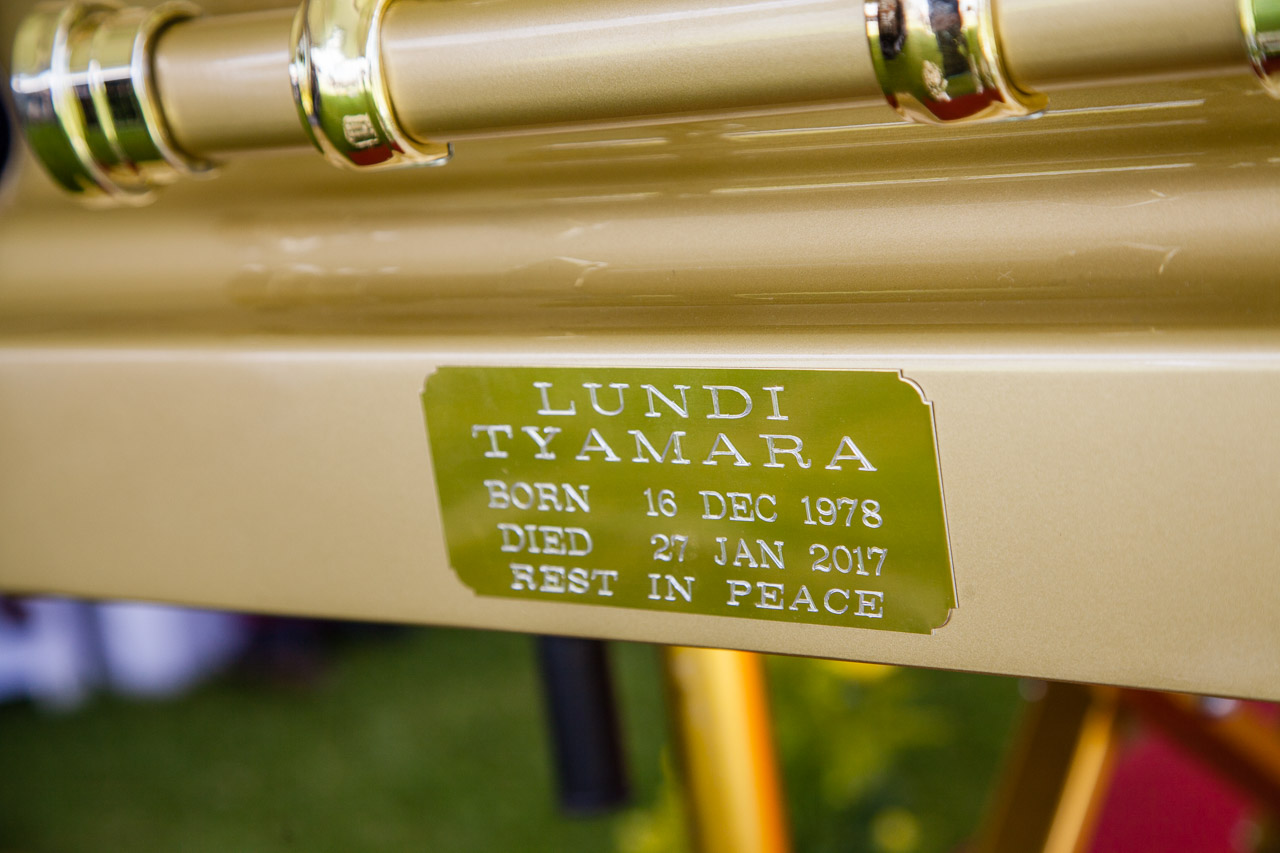 LUNDI
TYAMARA
BORN 16 DEC 1978
DIED 27 JAN 2017
REST IN PEACE